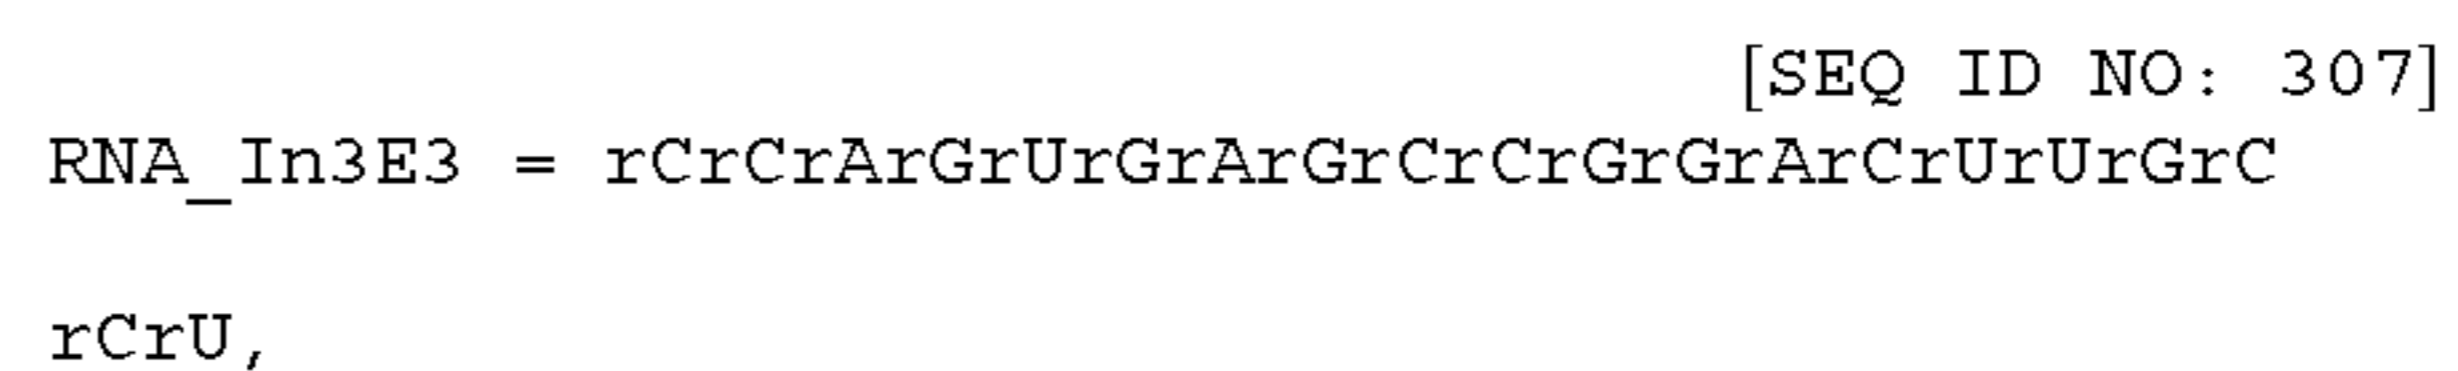 [SEQ ID NO: 307]
RNA_In3E3 = rCrCrArGrUrGrArGrCrCrGrGrArCrUrUrGrC
rCrU,